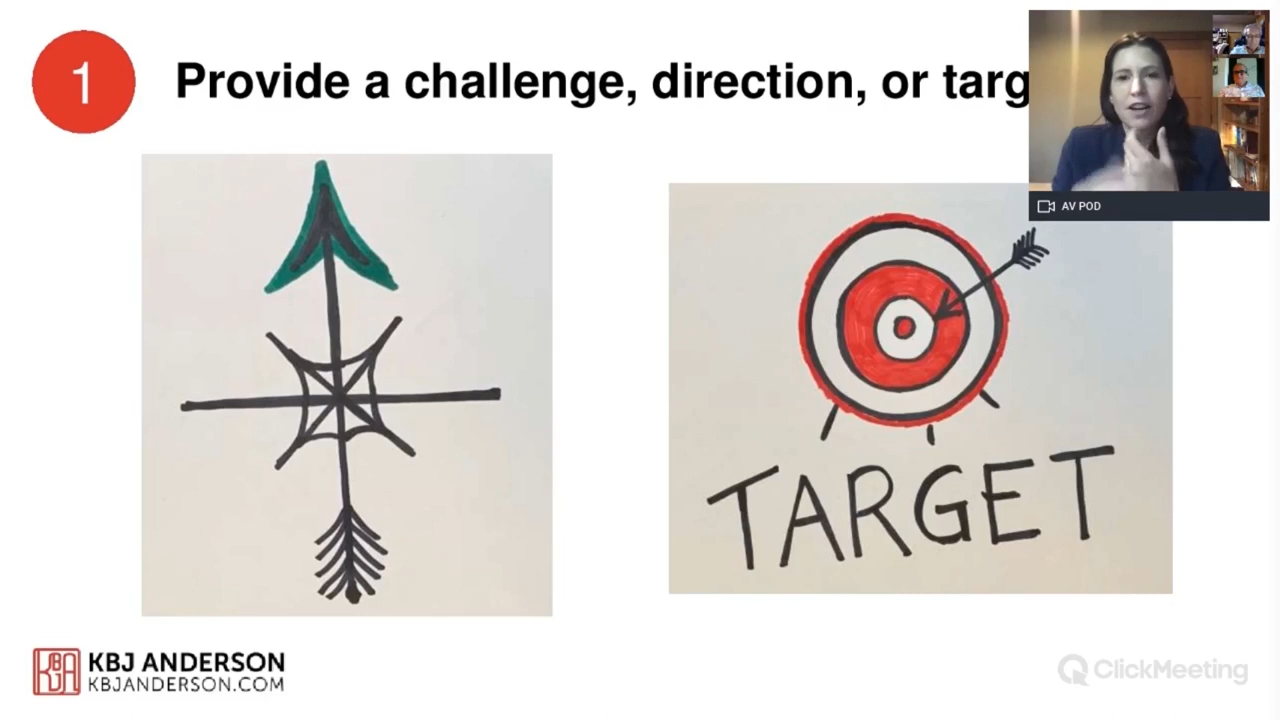 1
Provide a challenge, direction, or targ
AV POD
TARGET
KBJ ANDERSON
KBJANDERSON.COM
ClickMeeting